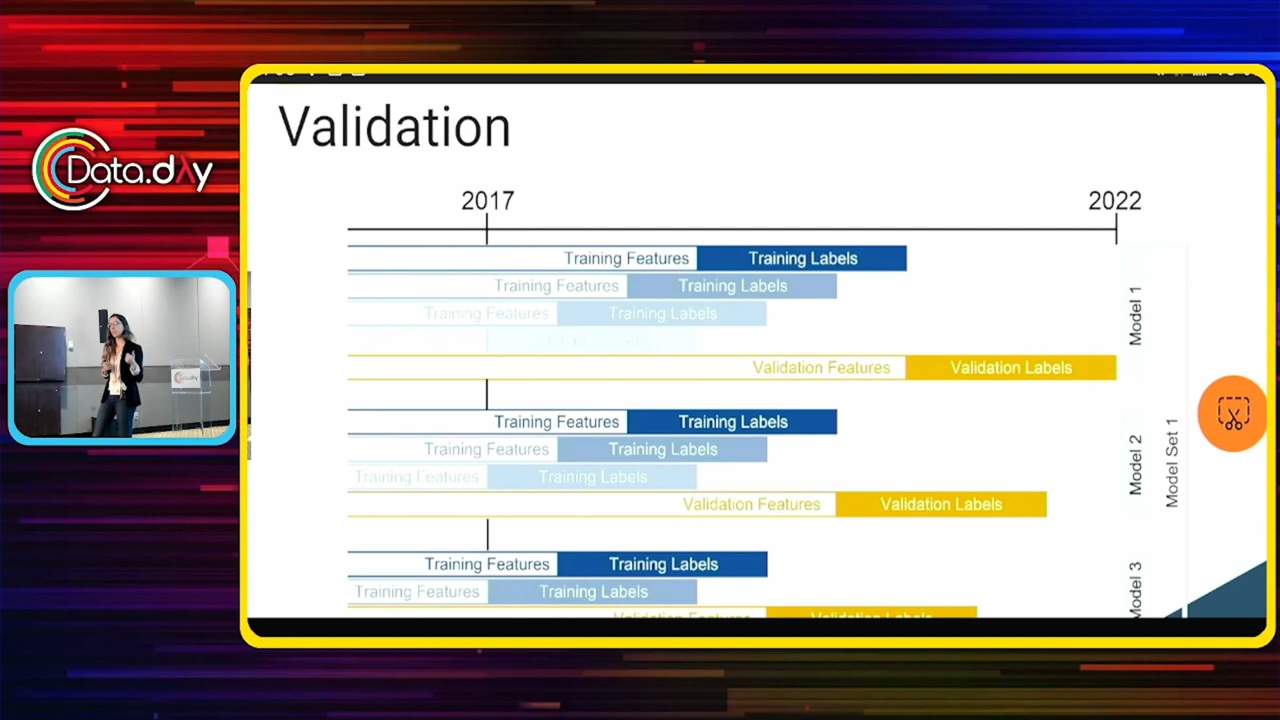 Validation
Data.dAy
2017 2022
Training Features Training Labels
Training Features Training Labels
Training Features Training Labels
Validation Features Validation Labels
Model 1
Training Features Training Labels
Training Features Training Labels
Training Features Training Labels
Validation Features Validation Labels
Model 2
Model Set 1
Training Features Training Labels
Training Features Training Labels
Validation Features Validation Labels
Model 3